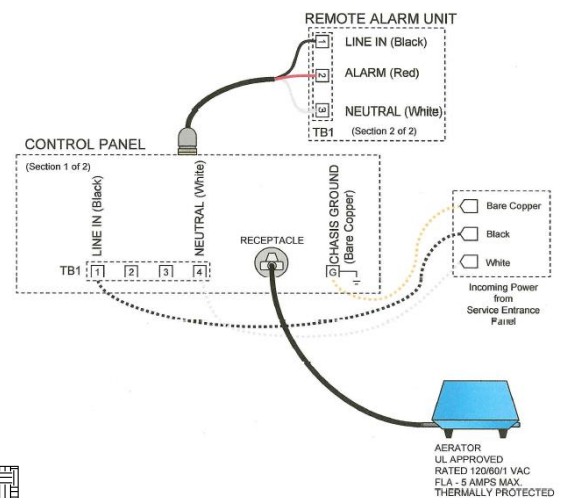 REMOTE ALARM UNIT
1 LINE IN (Black)
2 ALARM (Red)
3 NEUTRAL (White)
TB1 (Section 2 of 2)
CONTROL PANEL
(Section 1 of 2)
LINE IN (Black)
NEUTRAL (White)
RECEPTACLE
CHASIS GROUND
(Bare Copper)
TB1 1 2 3 4
G
Bare Copper
Black
White
Incoming Power
from
Service Entrance
Panel
AERATOR
UL APPROVED
RATED 120/60/1 VAC
FLA - 5 AMPS MAX.
THERMALLY PROTECTED